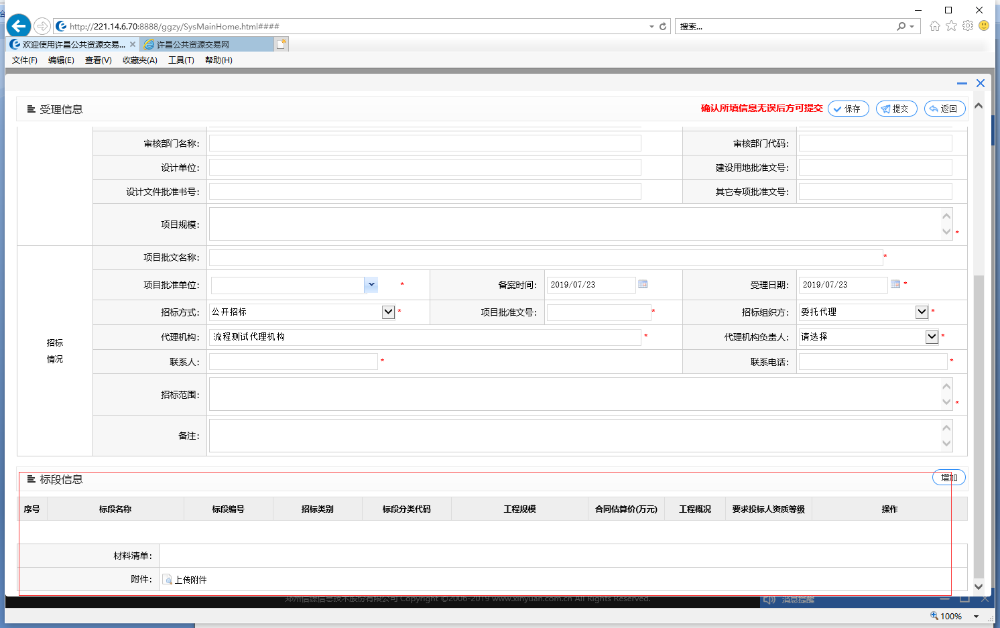 http://221.14.6.70:8888/ggzy/SysMainHome.html####
搜索...
欢迎使用许昌公共资源交易...
许昌公共资源交易网
文件(F) 编辑(E) 查看(V) 收藏夹(A) 工具(T) 帮助(H)
受理信息
确认所填信息无误后方可提交 保存 提交 返回
审核部门名称: 审核部门代码:
设计单位: 建设用地批准文号:
设计文件批准书号: 其它专项批准文号:
项目规模: *
项目批文名称: *
项目批准单位: * 备案时间: 2019/07/23 受理日期: 2019/07/23 *
招标方式: 公开招标 * 项目批准文号: * 招标组织方: 委托代理 *
代理机构: 流程测试代理机构 * 代理机构负责人: 请选择 *
招标
情况
联系人: * 联系电话: *
招标范围: *
备注:
标段信息 增加
序号 标段名称 标段编号 招标类别 标段分类代码 工程规模 合同估算价(万元) 工程概况 要求投标人资质等级 操作
材料清单:
附件: 上传附件
郑州信源信息技术股份有限公司 Copyright ©2006-2019 www.xinyuan.com.cn All Rights Reserved.
消息提醒
100%